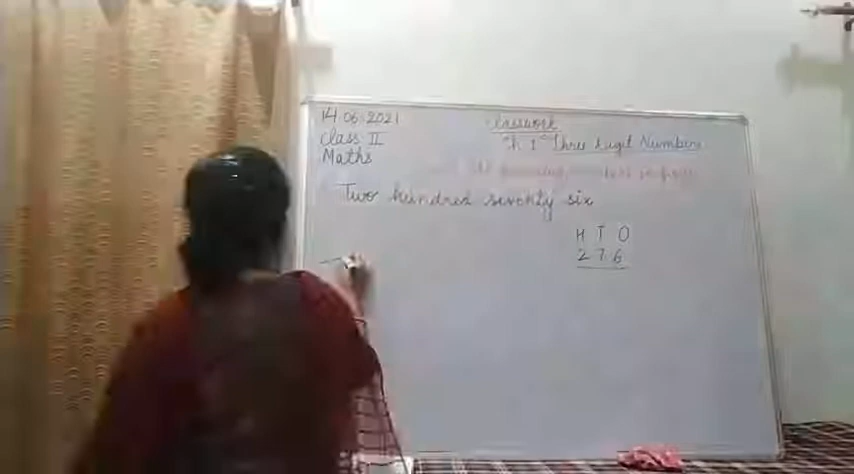 14.06.2021
Classwork
Class II
Ch 1 Three digit Numbers
Maths
Two hundred seventy six
H T O
2 7 6